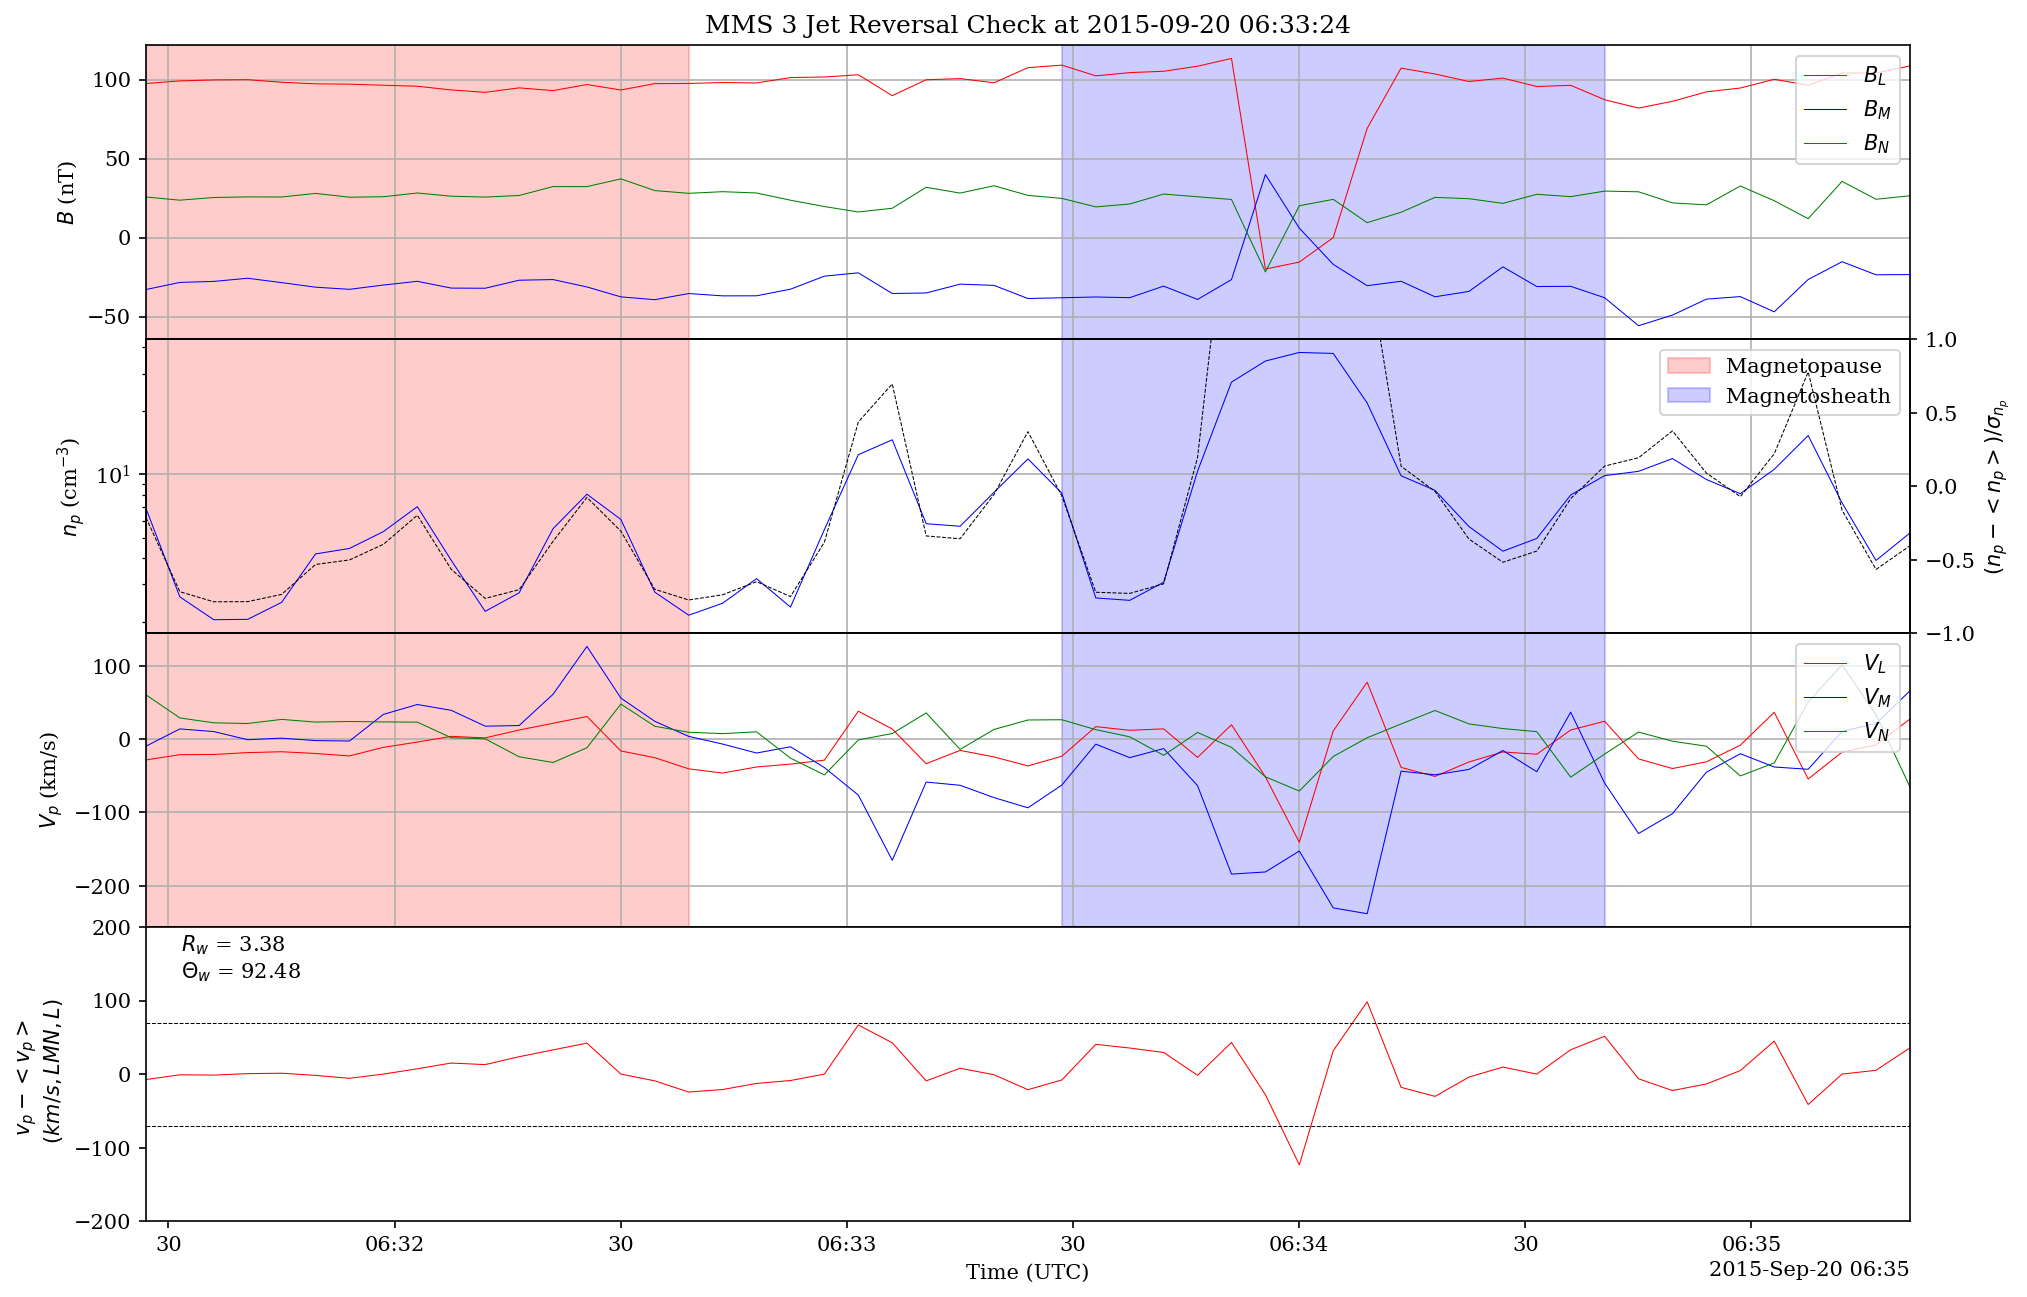 MMS 3 Jet Reversal Check at 2015-09-20 06:33:24
100
50
0
−50
B (nT)
B_L
B_M
B_N
10^1
n_p (cm^{−3})
1.0
0.5
0.0
−0.5
−1.0
(n_p − < n_p >)/σ_{n_p}
Magnetopause
Magnetosheath
100
0
−100
−200
V_p (km/s)
V_L
V_M
V_N
200
100
0
−100
−200
v_p − < v_p >
(km/s, LMN, L)
R_w = 3.38
Θ_w = 92.48
30
06:32
30
06:33
30
06:34
30
06:35
Time (UTC)
2015-Sep-20 06:35